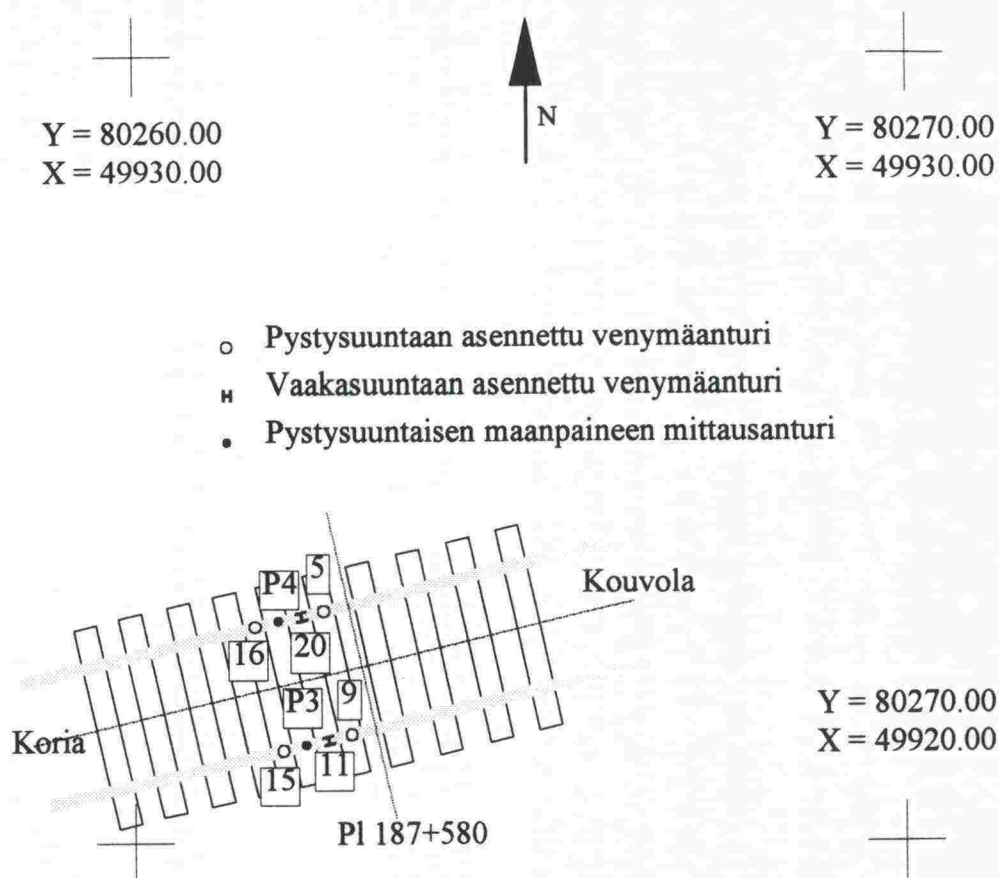 N
Y = 80260.00
X = 49930.00
Y = 80270.00
X = 49930.00
Pystysuuntaan asennettu venymäanturi
H Vaakasuuntaan asennettu venymäanturi
Pystysuuntaisen maanpaineen mittausanturi
P4
5
Kouvola
16
20
P3
9
Koria
15
11
Y = 80270.00
X = 49920.00
Pl 187+580